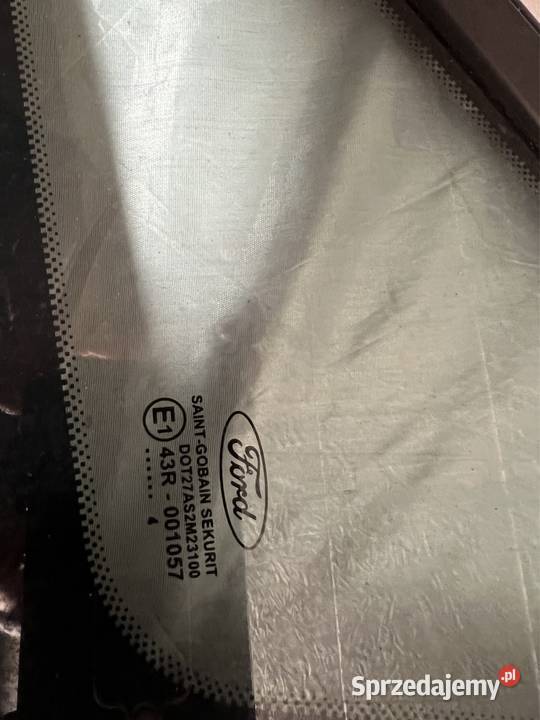 Ford
SAINT-GOBAIN SEKURIT
DOT27AS2M23100
E1 43R - 001057
...... 4
Sprzedajemy.pl